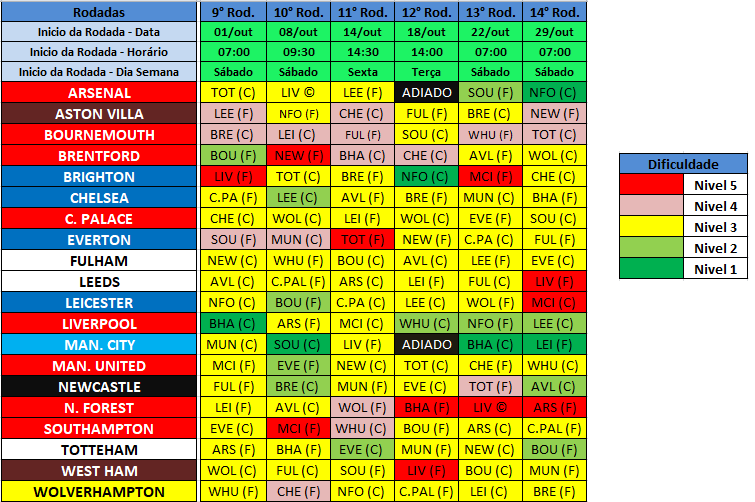 Rodadas 9° Rod. 10° Rod. 11° Rod. 12° Rod. 13° Rod. 14° Rod.
Inicio da Rodada - Data 01/out 08/out 14/out 18/out 22/out 29/out
Inicio da Rodada - Horário 07:00 09:30 14:30 14:00 07:00 07:00
Inicio da Rodada - Dia Semana Sábado Sábado Sexta Terça Sábado Sábado
ARSENAL TOT (C) LIV © LEE (F) ADIADO SOU (F) NFO (C)
ASTON VILLA LEE (F) NFO (F) CHE (C) FUL (F) BRE (C) NEW (F)
BOURNEMOUTH BRE (C) LEI (C) FUL (F) SOU (C) WHU (F) TOT (C)
BRENTFORD BOU (F) NEW (F) BHA (C) CHE (C) AVL (F) WOL (C)
BRIGHTON LIV (F) TOT (C) BRE (F) NFO (C) MCI (F) CHE (C)
CHELSEA C.PA (F) LEE (C) AVL (F) BRE (F) MUN (C) BHA (F)
C. PALACE CHE (C) WOL (C) LEI (F) WOL (C) EVE (F) SOU (C)
EVERTON SOU (F) MUN (C) TOT (F) NEW (F) C.PA (C) FUL (F)
FULHAM NEW (C) WHU (F) BOU (C) AVL (C) LEE (F) EVE (C)
LEEDS AVL (C) C.PAL (F) ARS (C) LEI (F) FUL (C) LIV (F)
LEICESTER NFO (C) BOU (F) C.PA (C) LEE (C) WOL (F) MCI (C)
LIVERPOOL BHA (C) ARS (F) MCI (C) WHU (C) NFO (F) LEE (C)
MAN. CITY MUN (C) SOU (C) LIV (F) ADIADO BHA (C) LEI (F)
MAN. UNITED MCI (F) EVE (F) NEW (C) TOT (C) CHE (F) WHU (C)
NEWCASTLE FUL (F) BRE (C) MUN (F) EVE (C) TOT (F) AVL (C)
N. FOREST LEI (F) AVL (C) WOL (F) BHA (F) LIV © ARS (F)
SOUTHAMPTON EVE (C) MCI (F) WHU (C) BOU (F) ARS (C) C.PAL (F)
TOTTEHAM ARS (F) BHA (F) EVE (C) MUN (F) NEW (C) BOU (F)
WEST HAM WOL (C) FUL (C) SOU (F) LIV (F) BOU (C) MUN (F)
WOLVERHAMPTON WHU (F) CHE (F) NFO (C) C.PAL (F) LEI (C) BRE (F)
Dificuldade
Nivel 5
Nivel 4
Nivel 3
Nivel 2
Nivel 1